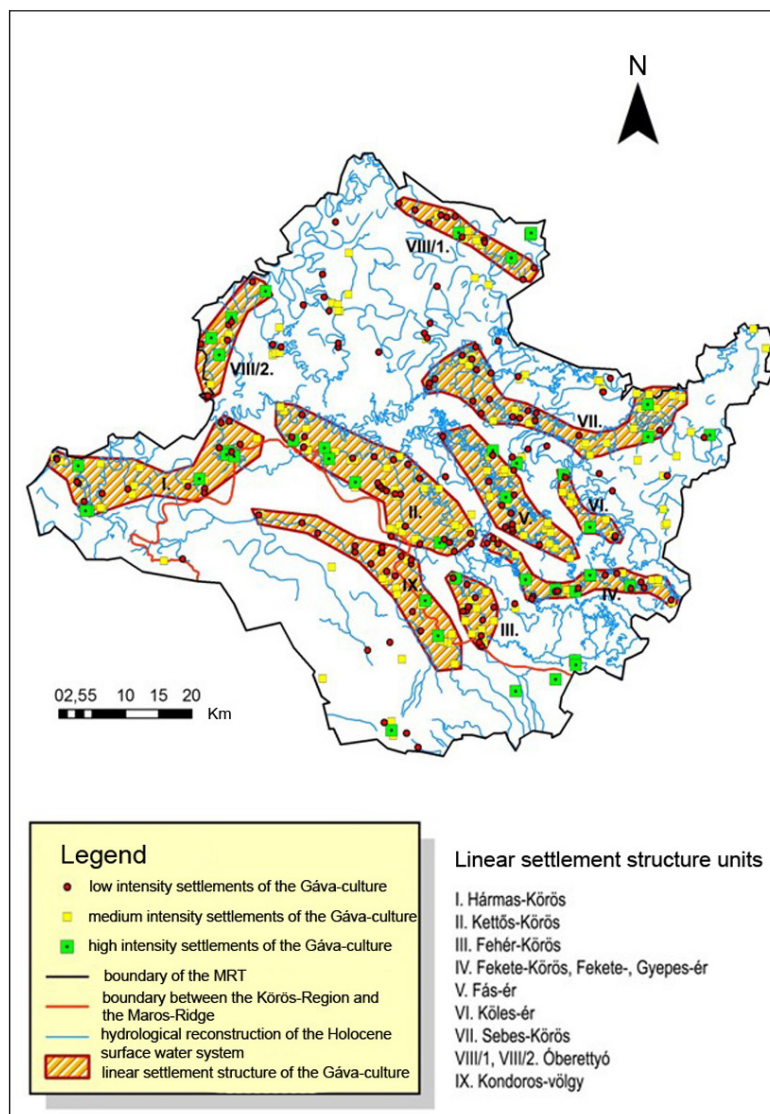 N
VIII/1.
VIII/2.
VII.
I.
II.
V.
VI.
IX.
IV.
III.
02,55 10 15 20
Km
Legend
low intensity settlements of the Gáva-culture
medium intensity settlements of the Gáva-culture
high intensity settlements of the Gáva-culture
boundary of the MRT
boundary between the Körös-Region and
the Maros-Ridge
hydrological reconstruction of the Holocene
surface water system
linear settlement structure of the Gáva-culture
Linear settlement structure units
I. Hármas-Körös
II. Kettős-Körös
III. Fehér-Körös
IV. Fekete-Körös, Fekete-, Gyepes-ér
V. Fás-ér
VI. Köles-ér
VII. Sebes-Körös
VIII/1, VIII/2. Óberettyó
IX. Kondoros-völgy